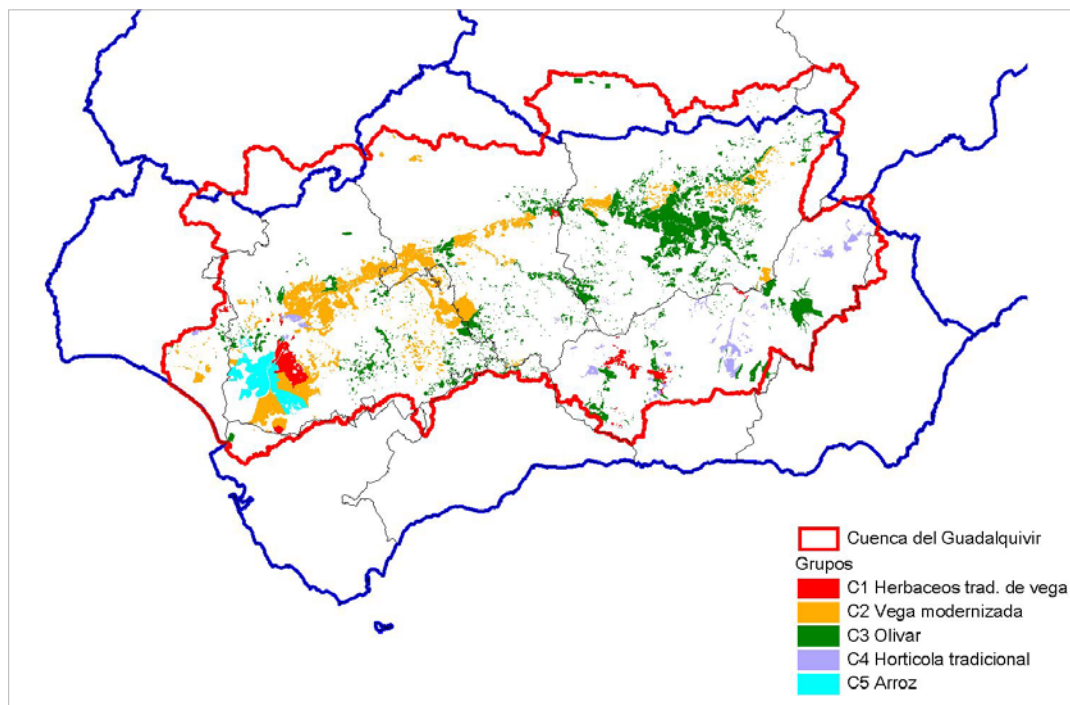 Cuenca del Guadalquivir
Grupos
C1 Herbaceos trad. de vega
C2 Vega modernizada
C3 Olivar
C4 Horticola tradicional
C5 Arroz